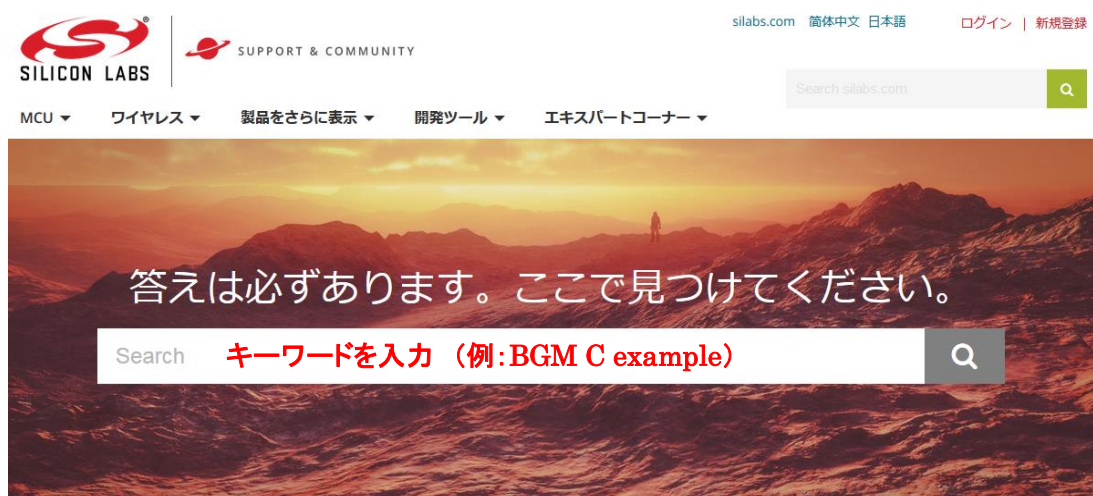 silabs.com 简体中文 日本語 ログイン | 新規登録
SILICON LABS
SUPPORT & COMMUNITY
Search silabs.com
MCU ワイヤレス 製品をさらに表示 開発ツール エキスパートコーナー
答えは必ずあります。ここで見つけてください。
Search キーワードを入力 （例：BGM C example）